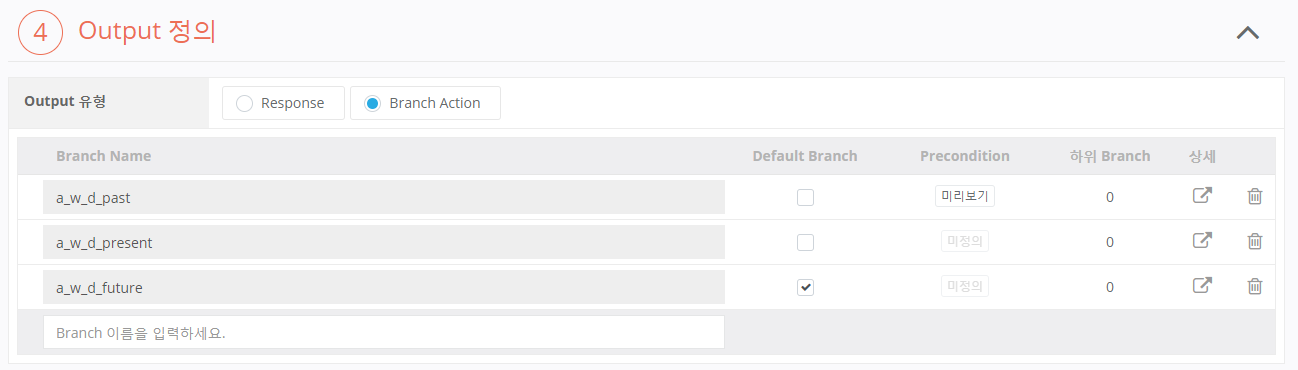 4 Output 정의
Output 유형 Response Branch Action
Branch Name Default Branch Precondition 하위 Branch 상세
a_w_d_past 미리보기 0
a_w_d_present 미정의 0
a_w_d_future 미정의 0
Branch 이름을 입력하세요.